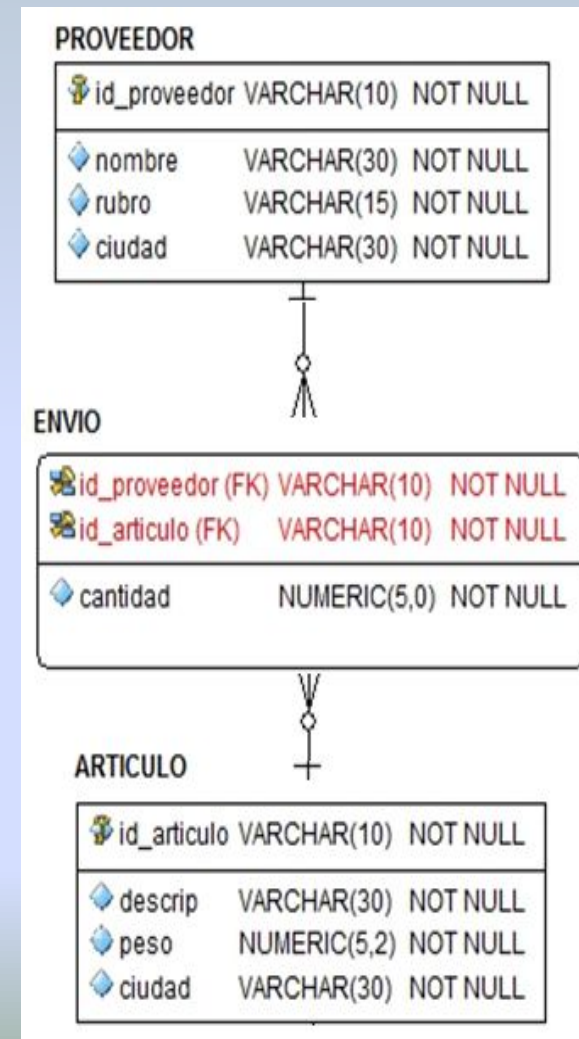 PROVEEDOR
id_proveedor VARCHAR(10) NOT NULL
nombre VARCHAR(30) NOT NULL
rubro VARCHAR(15) NOT NULL
ciudad VARCHAR(30) NOT NULL
ENVIO
id_proveedor (FK) VARCHAR(10) NOT NULL
id_articulo (FK) VARCHAR(10) NOT NULL
cantidad NUMERIC(5,0) NOT NULL
ARTICULO
id_articulo VARCHAR(10) NOT NULL
descrip VARCHAR(30) NOT NULL
peso NUMERIC(5,2) NOT NULL
ciudad VARCHAR(30) NOT NULL